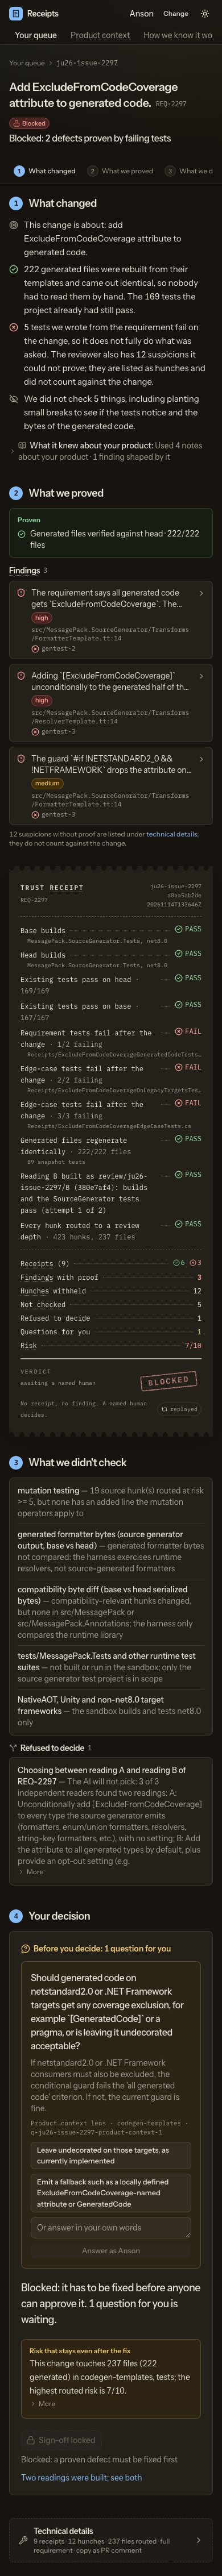 Receipts
Anson
Change
Your queue
Product context
How we know it wo
Your queue > ju26-issue-2297
Add ExcludeFromCodeCoverage
attribute to generated code. REQ-2297
Blocked
Blocked: 2 defects proven by failing tests
1 What changed
2 What we proved
3 What we d
1 What changed
This change is about: add
ExcludeFromCodeCoverage attribute to
generated code.
222 generated files were rebuilt from their
templates and came out identical, so nobody
had to read them by hand. The 169 tests the
project already had still pass.
5 tests we wrote from the requirement fail on
the change, so it does not fully do what was
asked. The reviewer also has 12 suspicions it
could not prove; they are listed as hunches and
do not count against the change.
We did not check 5 things, including planting
small breaks to see if the tests notice and the
bytes of the generated code.
What it knew about your product: Used 4 notes
about your product · 1 finding shaped by it
2 What we proved
Proven
Generated files verified against head · 222/222
files
Findings 3
The requirement says all generated code
gets `ExcludeFromCodeCoverage`. The…
high
src/MessagePack.SourceGenerator/Transforms
/FormatterTemplate.tt:14
gentest-2
Adding `[ExcludeFromCodeCoverage]`
unconditionally to the generated half of th…
high
src/MessagePack.SourceGenerator/Transforms
/ResolverTemplate.tt:14
gentest-3
The guard `#if !NETSTANDARD2_0 &&
!NETFRAMEWORK` drops the attribute on…
medium
src/MessagePack.SourceGenerator/Transforms
/FormatterTemplate.tt:14
gentest-3
12 suspicions without proof are listed under technical details;
they do not count against the change.
TRUST RECEIPT
REQ-2297
ju26-issue-2297
a0aa5ab2de
20261114T133646Z
Base builds PASS
MessagePack.SourceGenerator.Tests, net8.0
Head builds PASS
MessagePack.SourceGenerator.Tests, net8.0
Existing tests pass on head · PASS
169/169
Existing tests pass on base · PASS
167/167
Requirement tests fail after the FAIL
change · 1/2 failing
Receipts/ExcludeFromCodeCoverageGeneratedCodeTests…
Edge-case tests fail after the FAIL
change · 2/2 failing
Receipts/ExcludeFromCodeCoverageOnLegacyTargetsTes…
Edge-case tests fail after the FAIL
change · 3/3 failing
Receipts/ExcludeFromCodeCoverageEdgeCaseTests.cs
Generated files regenerate PASS
identically · 222/222 files
89 snapshot tests
Reading B built as review/ju26- PASS
issue-2297/B (380e7af4): builds
and the SourceGenerator tests
pass (attempt 1 of 2)
Every hunk routed to a review PASS
depth · 423 hunks, 237 files
Receipts (9) 6 3
Findings with proof 3
Hunches withheld 12
Not checked 5
Refused to decide 1
Questions for you 1
Risk 7/10
VERDICT
awaiting a named human
BLOCKED
No receipt, no finding. A named human
decides.
replayed
3 What we didn't check
mutation testing — 19 source hunk(s) routed at risk
>= 5, but none has an added line the mutation
operators apply to
generated formatter bytes (source generator
output, base vs head) — generated formatter bytes
not compared: the harness exercises runtime
resolvers, not source-generated formatters
compatibility byte diff (base vs head serialized
bytes) — compatibility-relevant hunks changed,
but none in src/MessagePack or
src/MessagePack.Annotations; the harness only
compares the runtime library
tests/MessagePack.Tests and other runtime test
suites — not built or run in the sandbox; only the
source generator test project is in scope
NativeAOT, Unity and non-net8.0 target
frameworks — the sandbox builds and tests net8.0
only
Refused to decide 1
Choosing between reading A and reading B of
REQ-2297 — The AI will not pick: 3 of 3
independent readers found two readings: A:
Unconditionally add [ExcludeFromCodeCoverage]
to every type the source generator emits
(formatters, enum/union formatters, resolvers,
string-key formatters, etc.), with no setting; B: Add
the attribute to all generated types by default, plus
provide an opt-out setting (e.g.
More
4 Your decision
Before you decide: 1 question for you
Should generated code on
netstandard2.0 or .NET Framework
targets get any coverage exclusion, for
example `[GeneratedCode]` or a
pragma, or is leaving it undecorated
acceptable?
If netstandard2.0 or .NET Framework
consumers must also be excluded, the
conditional guard fails the 'all generated
code' criterion. If not, the current guard is
fine.
Product context lens · codegen-templates ·
q-ju26-issue-2297-product-context-1
Leave undecorated on those targets, as
currently implemented
Emit a fallback such as a locally defined
ExcludeFromCodeCoverage-named
attribute or GeneratedCode
Or answer in your own words
Answer as Anson
Blocked: it has to be fixed before anyone
can approve it. 1 question for you is
waiting.
Risk that stays even after the fix
This change touches 237 files (222
generated) in codegen-templates, tests; the
highest routed risk is 7/10.
More
Sign-off locked
Blocked: a proven defect must be fixed first
Two readings were built; see both
Technical details
9 receipts · 12 hunches · 237 files routed · full
requirement · copy as PR comment